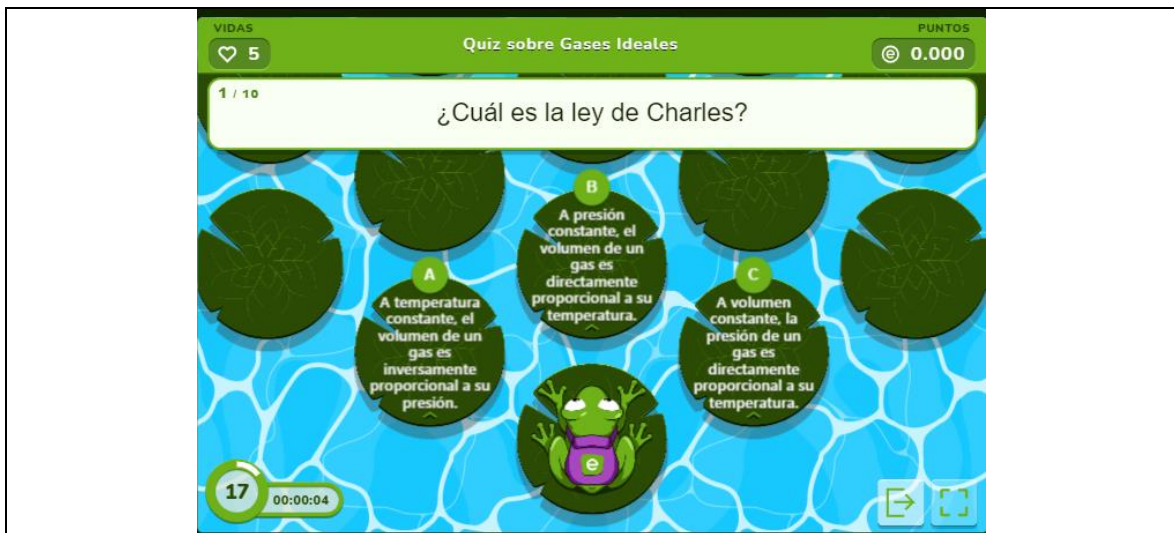 VIDAS
5
Quiz sobre Gases Ideales
PUNTOS
e 0.000
1 / 10
¿Cuál es la ley de Charles?
A
A temperatura
constante, el
volumen de un
gas es
inversamente
proporcional a su
presión.
B
A presión
constante, el
volumen de un
gas es
directamente
proporcional a su
temperatura.
C
A volumen
constante, la
presión de un
gas es
directamente
proporcional a su
temperatura.
e
17
00:00:04